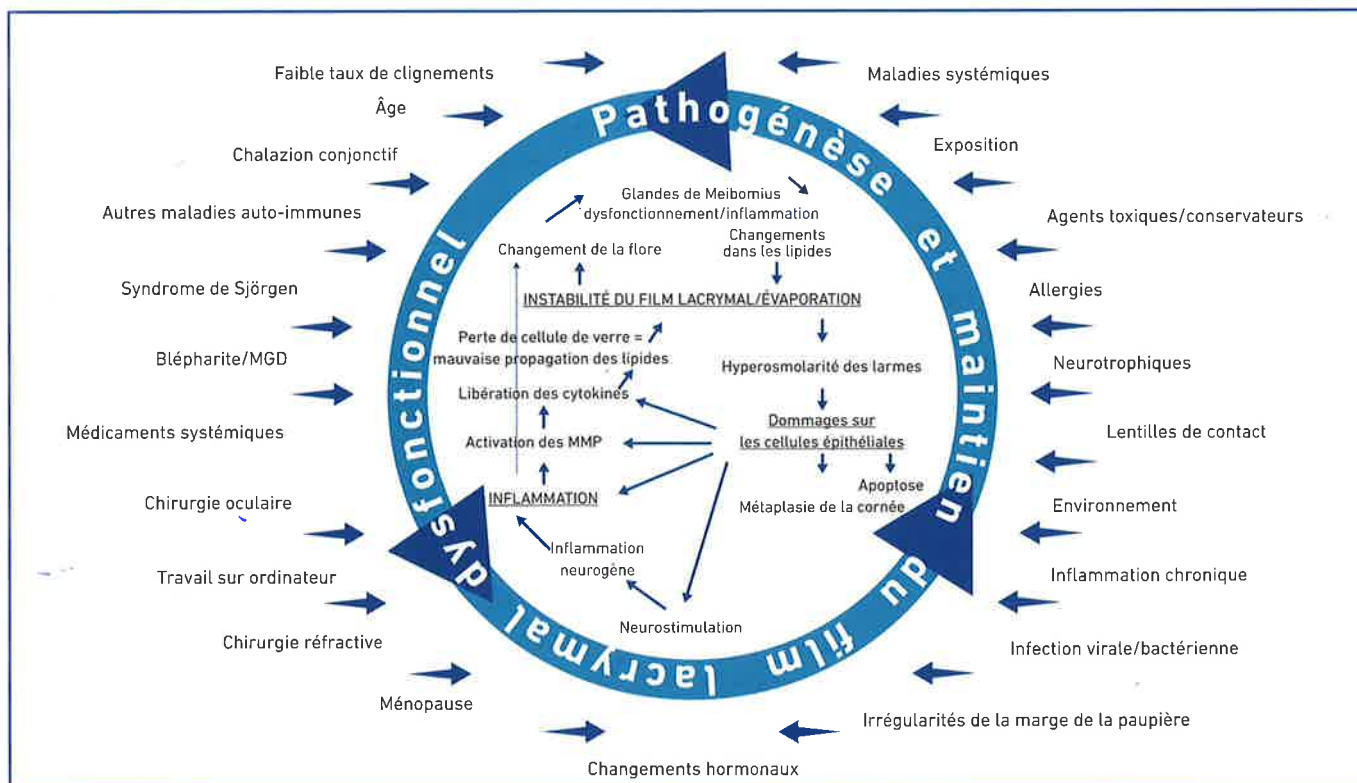 Faible taux de clignements
Âge
Chalazion conjonctif
Autres maladies auto-immunes
Syndrome de Sjörgen
Blépharite/MGD
Médicaments systémiques
Chirurgie oculaire
Travail sur ordinateur
Chirurgie réfractive
Ménopause
Changements hormonaux
Maladies systémiques
Exposition
Agents toxiques/conservateurs
Allergies
Neurotrophiques
Lentilles de contact
Environnement
Inflammation chronique
Infection virale/bactérienne
Irrégularités de la marge de la paupière
Pathogénèse et maintien du film lacrymal dysfonctionnel
Glandes de Meibomius
dysfonctionnement/inflammation
Changements
dans les lipides
Changement de la flore
INSTABILITÉ DU FILM LACRYMAL/ÉVAPORATION
Perte de cellule de verre =
mauvaise propagation des lipides
Libération des cytokines
Activation des MMP
INFLAMMATION
Inflammation
neurogène
Neurostimulation
Hyperosmolarité des larmes
Dommages sur
les cellules épithéliales
Apoptose
Métaplasie de la cornée